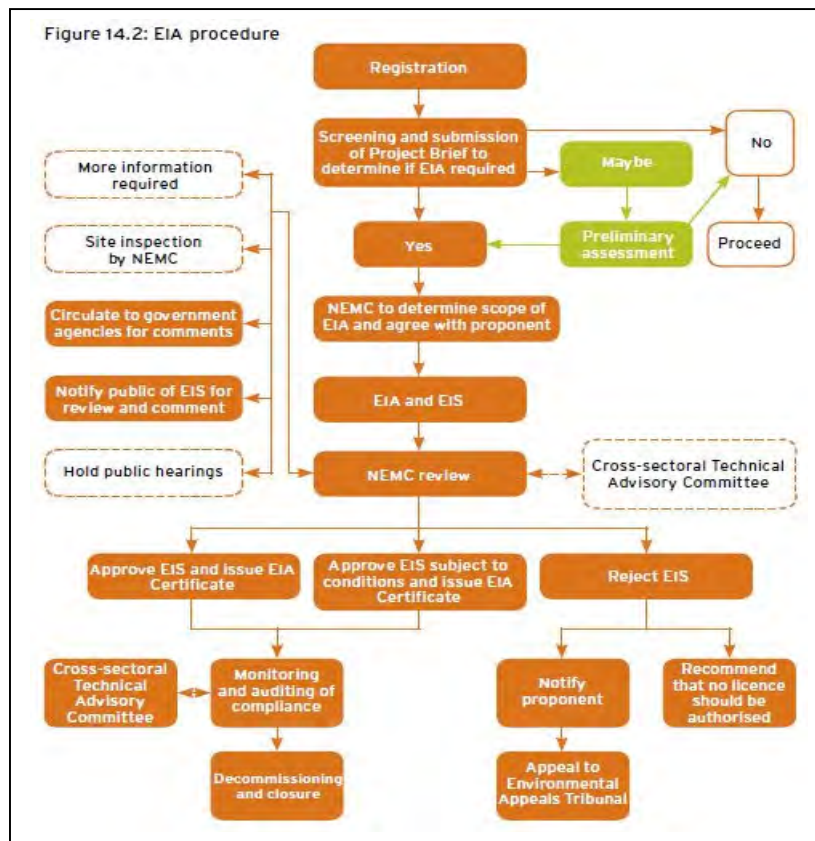 Figure 14.2: EIA procedure
Registration
Screening and submission
of Project Brief to
determine if EIA required
No
Maybe
More information
required
Site inspection
by NEMC
Yes
Preliminary
assessment
Proceed
Circulate to government
agencies for comments
NEMC to determine scope of
EIA and agree with proponent
Notify public of EIS for
review and comment
EIA and EIS
Hold public hearings
NEMC review
Cross-sectoral Technical
Advisory Committee
Approve EIS and issue EIA
Certificate
Approve EIS subject to
conditions and issue EIA
Certificate
Reject EIS
Cross-sectoral
Technical
Advisory
Committee
Monitoring
and auditing of
compliance
Notify
proponent
Recommend
that no licence
should be
authorised
Decommissioning
and closure
Appeal to
Environmental
Appeals Tribunal